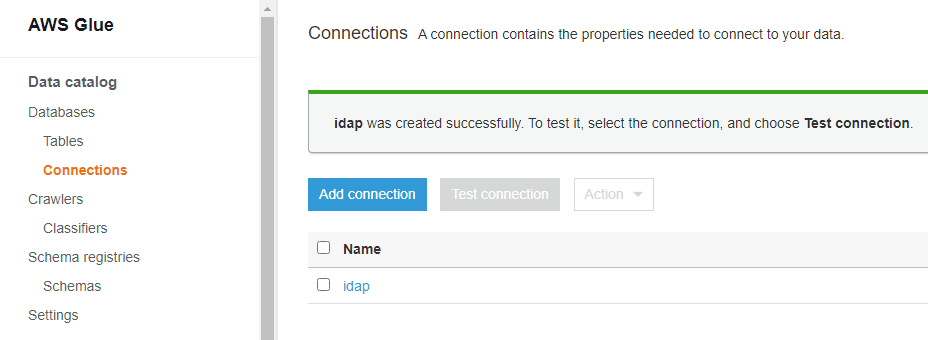 AWS Glue
Data catalog
Databases
Tables
Connections
Crawlers
Classifiers
Schema registries
Schemas
Settings
Connections A connection contains the properties needed to connect to your data.
idap was created successfully. To test it, select the connection, and choose Test connection.
Add connection Test connection Action
Name
idap